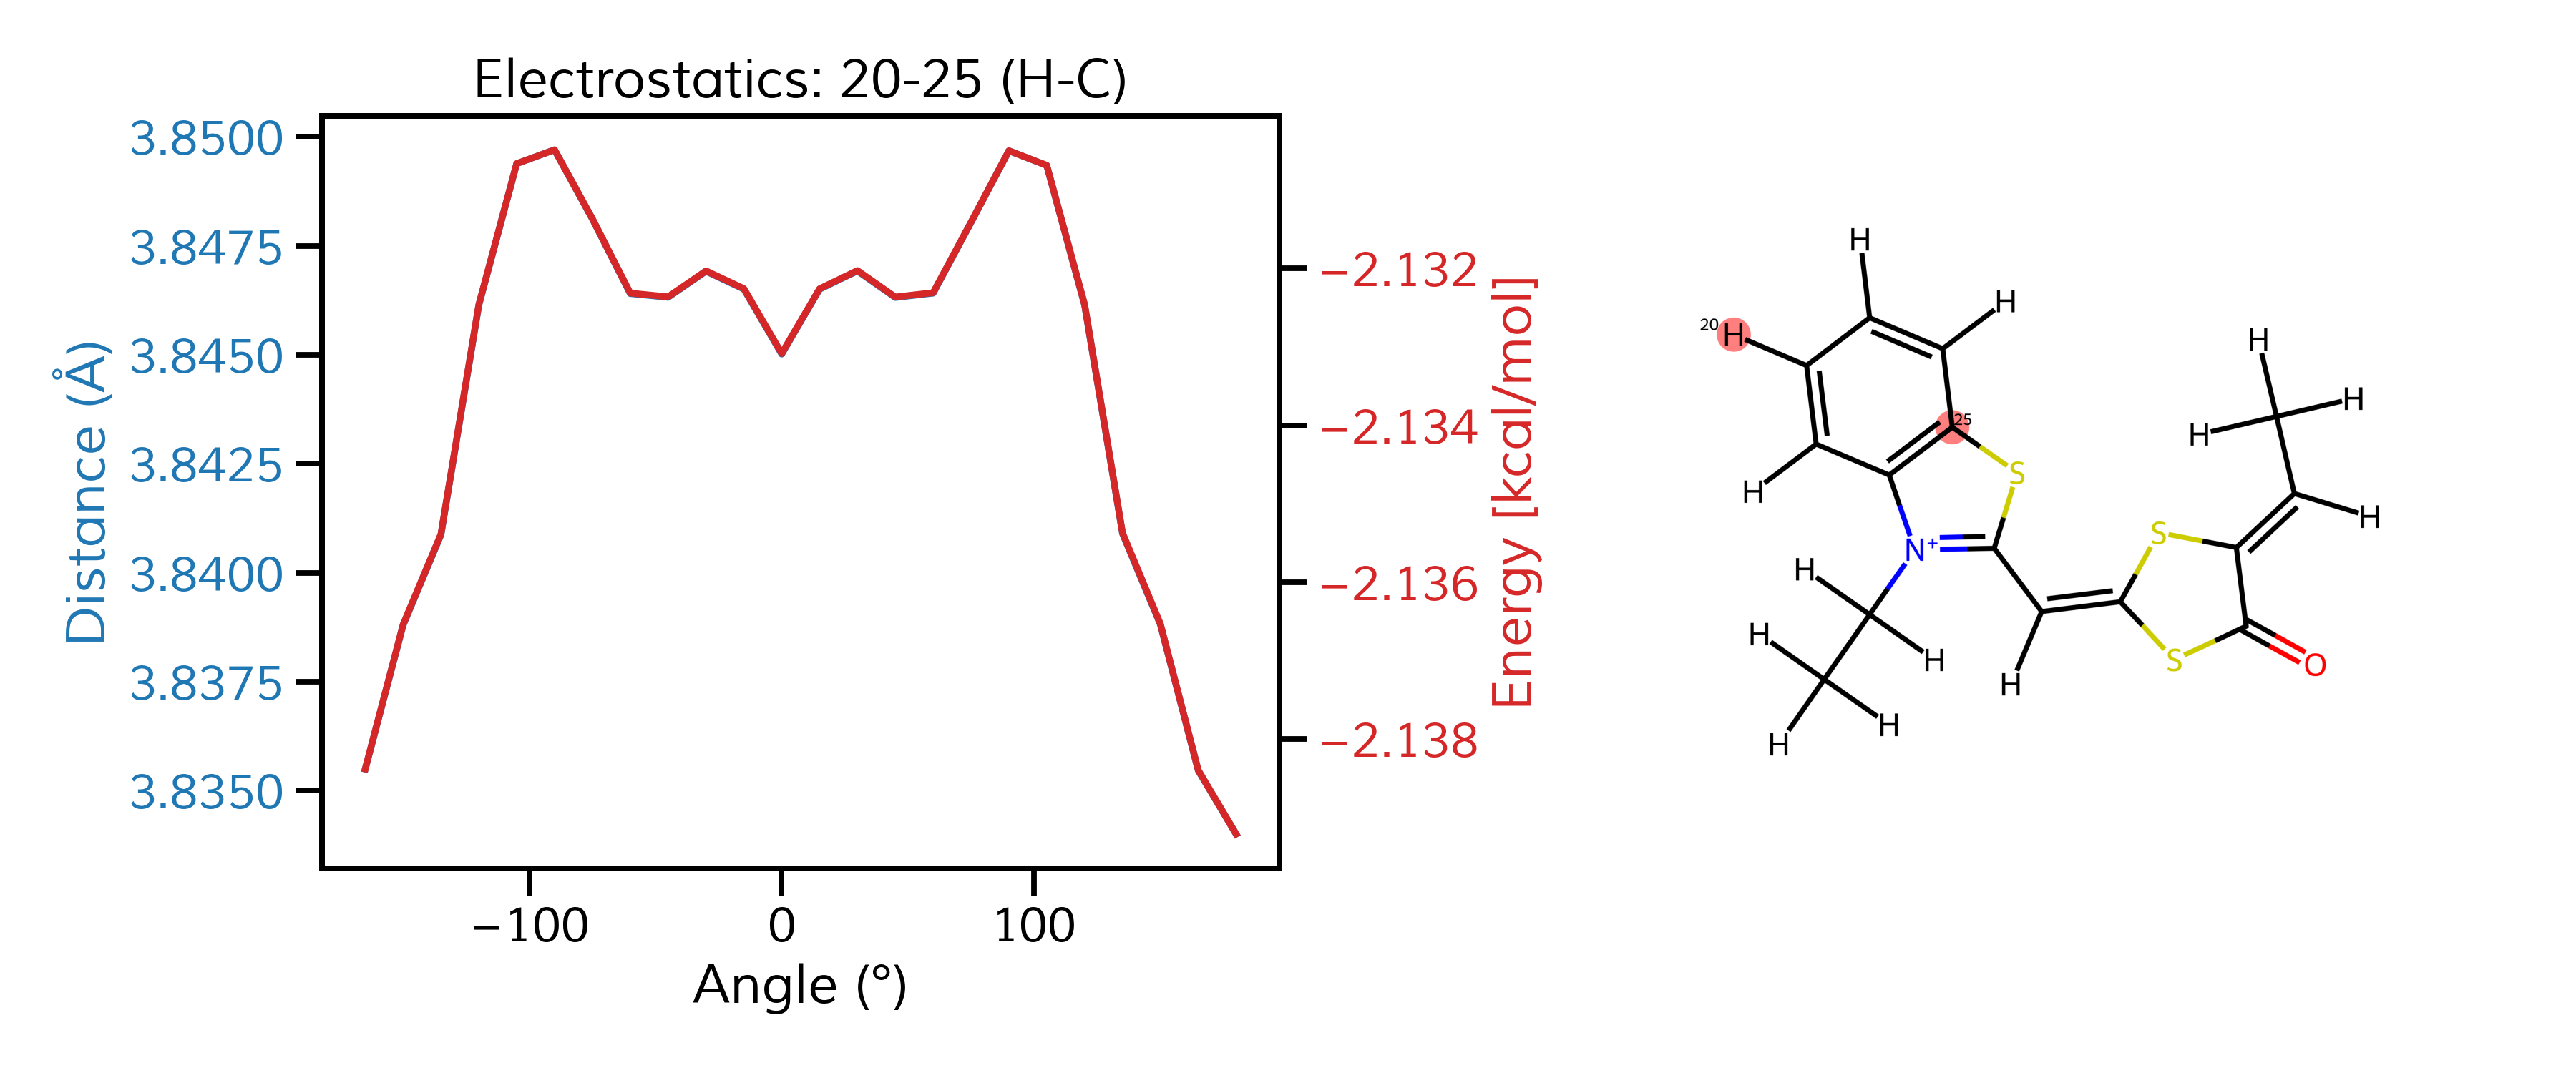 Electrostatics: 20-25 (H-C)
3.8500
3.8475
3.8450
3.8425
3.8400
3.8375
3.8350
Distance (Å)
−2.132
−2.134
−2.136
−2.138
Energy [kcal/mol]
−100 0 100
Angle (°)
H
H
20 H
H
H
25
H
S
H
H
S
H
N⁺
H
H
H
S
O
H
H
H
H